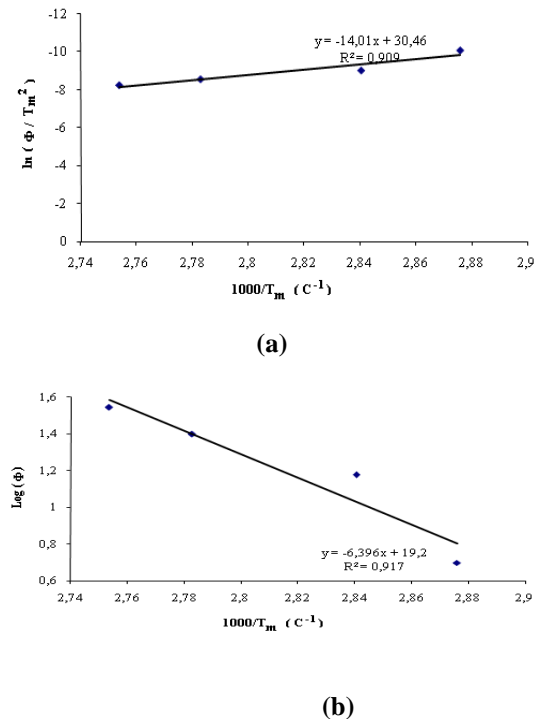 -12
-10
-8
-6
-4
-2
0
ln ( Φ / Tm²)
y = -14,01x + 30,46
R² = 0,909
2,74 2,76 2,78 2,8 2,82 2,84 2,86 2,88 2,9
1000/Tm ( C⁻¹ )
(a)
1,6
1,4
1,2
1
0,8
0,6
Log (Φ)
y = -6,396x + 19,2
R² = 0,917
2,74 2,76 2,78 2,8 2,82 2,84 2,86 2,88 2,9
1000/Tm ( C⁻¹ )
(b)